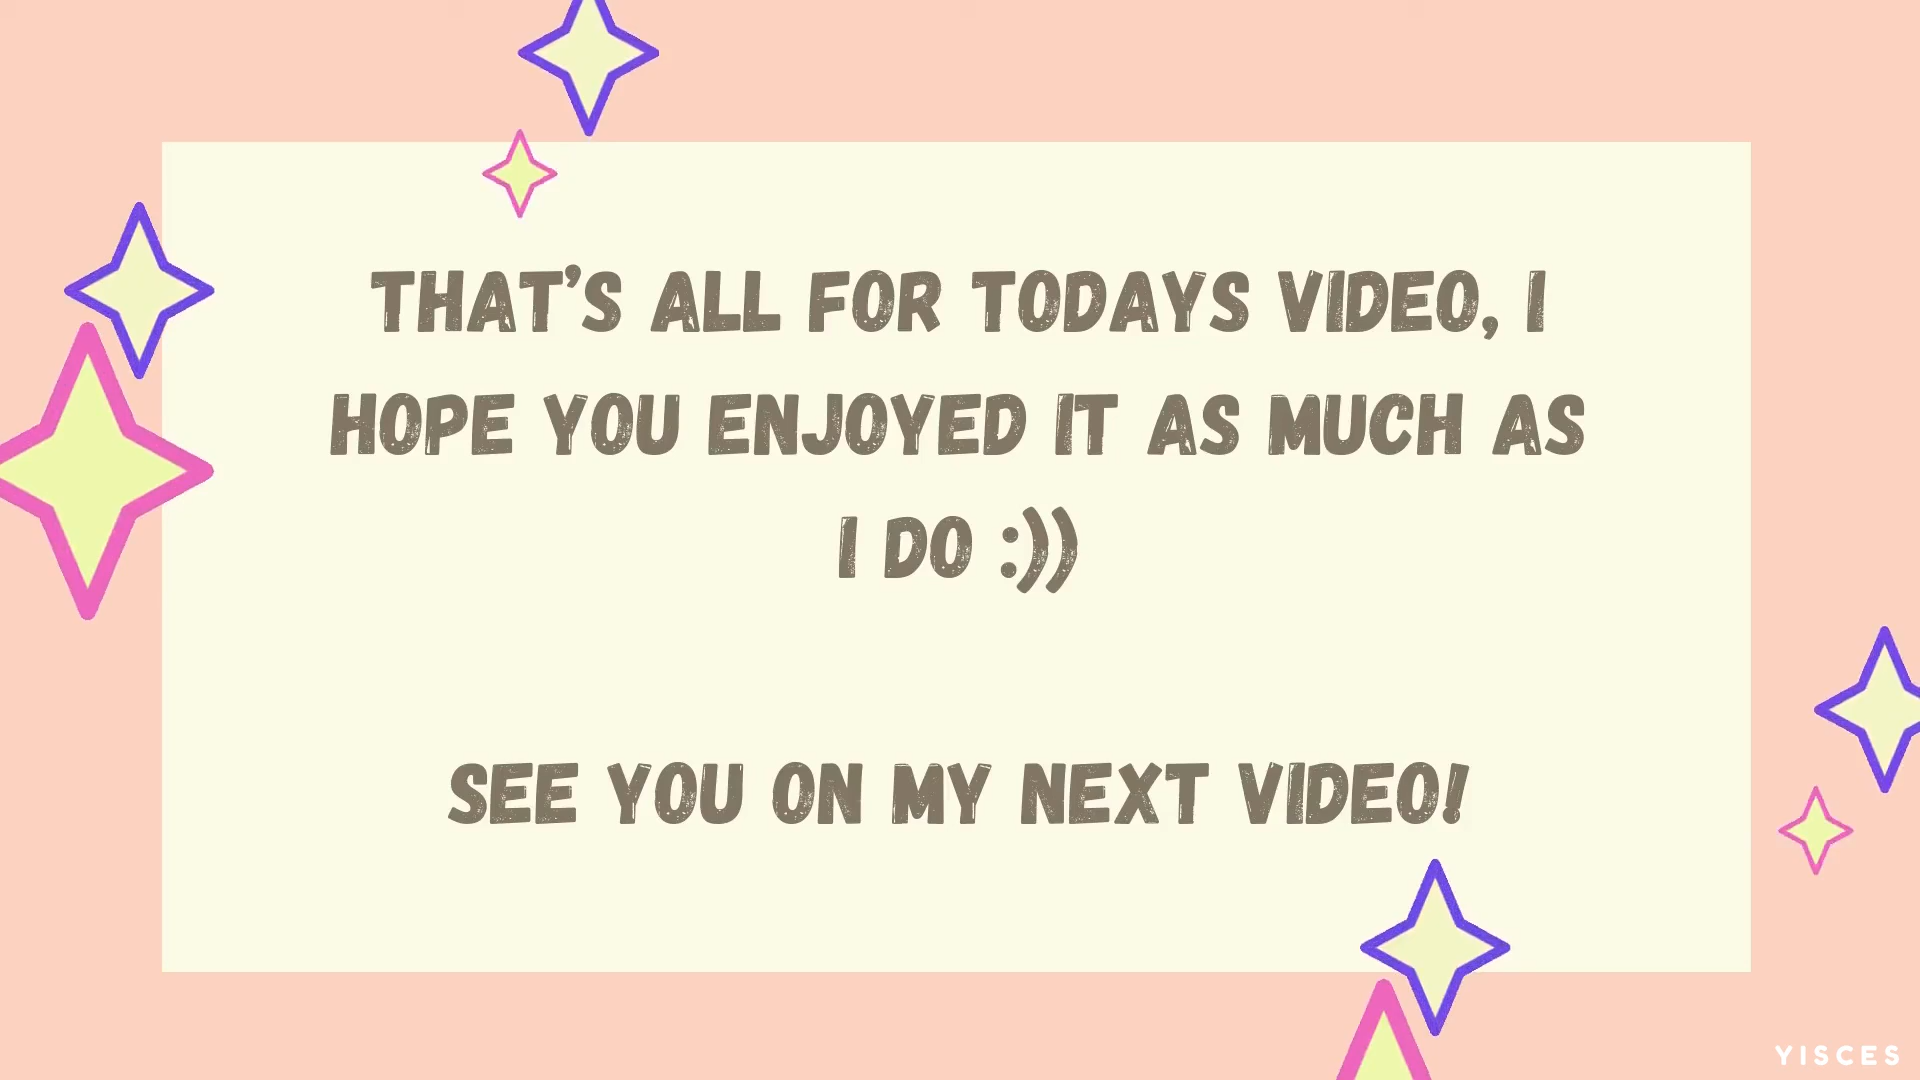 THAT'S ALL FOR TODAYS VIDEO, I
HOPE YOU ENJOYED IT AS MUCH AS
I DO :))
SEE YOU ON MY NEXT VIDEO!
YISCES